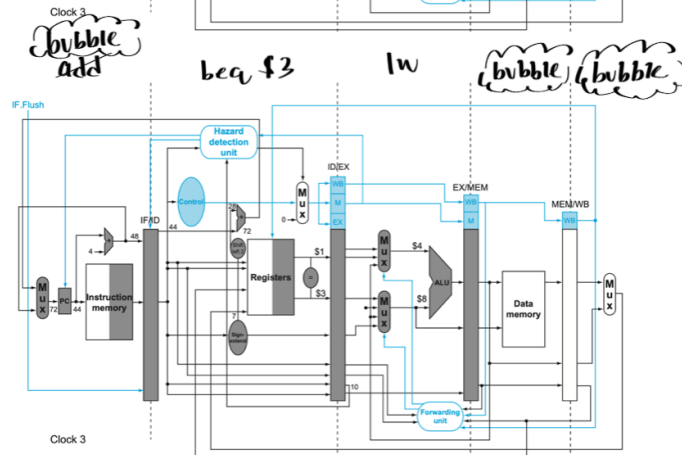 Clock 3
bubble
add
beq $3
lw
bubble
bubble
IF.Flush
Hazard
detection
unit
ID/EX
WB
EX/MEM
Control
M
u
x
M
WB
MEM/WB
IF/ID
0
EX
M
WB
44
28
72
48
4
Shift
left 2
$1
M
u
x
$4
M
u
x
PC
72
44
Instruction
memory
Registers
=
$3
ALU
M
u
x
$8
Data
memory
M
u
x
7
Sign-
extend
10
Forwarding
unit
Clock 3